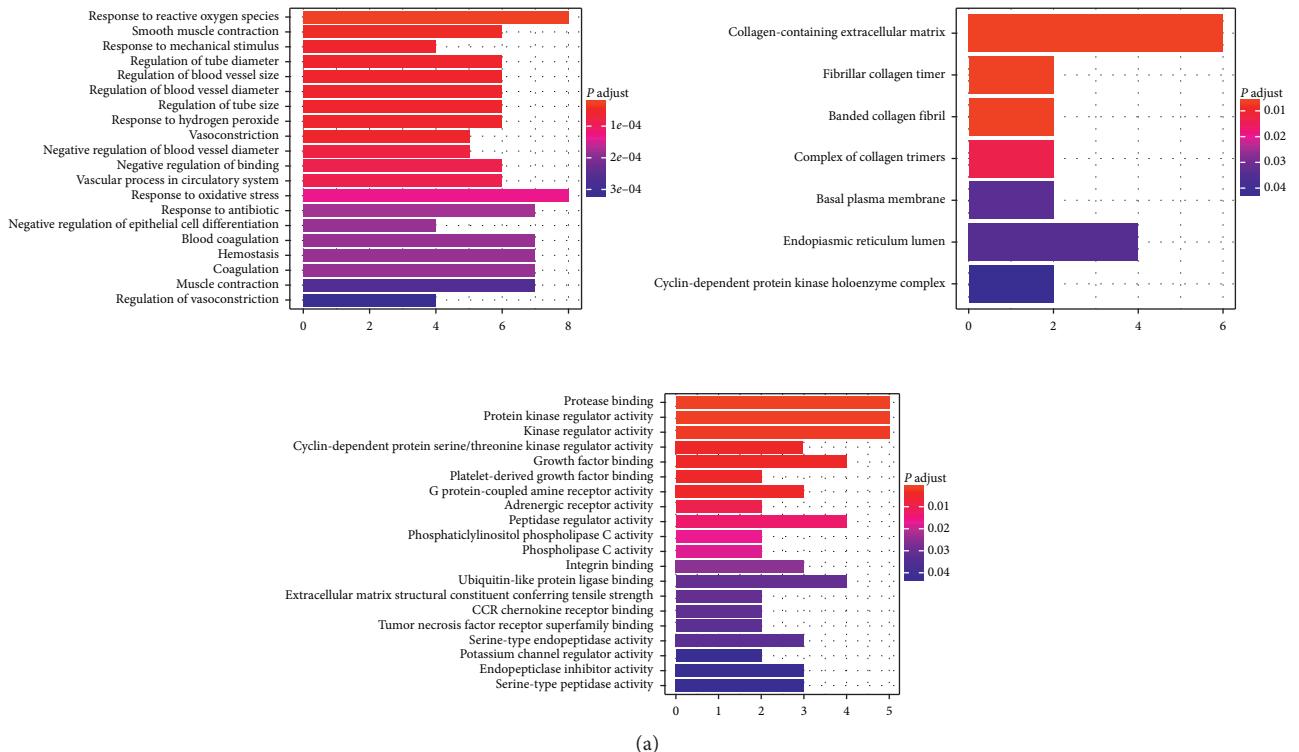 Response to reactive oxygen species
Smooth muscle contraction
Response to mechanical stimulus
Regulation of tube diameter
Regulation of blood vessel size
Regulation of blood vessel diameter
Regulation of tube size
Response to hydrogen peroxide
Vasoconstriction
Negative regulation of blood vessel diameter
Negative regulation of binding
Vascular process in circulatory system
Response to oxidative stress
Response to antibiotic
Negative regulation of epithelial cell differentiation
Blood coagulation
Hemostasis
Coagulation
Muscle contraction
Regulation of vasoconstriction
0 2 4 6 8
P adjust
1e−04
2e−04
3e−04
Collagen-containing extracellular matrix
Fibrillar collagen timer
Banded collagen fibril
Complex of collagen trimers
Basal plasma membrane
Endopiasmic reticulum lumen
Cyclin-dependent protein kinase holoenzyme complex
0 2 4 6
P adjust
0.01
0.02
0.03
0.04
Protease binding
Protein kinase regulator activity
Kinase regulator activity
Cyclin-dependent protein serine/threonine kinase regulator activity
Growth factor binding
Platelet-derived growth factor binding
G protein-coupled amine receptor activity
Adrenergic receptor activity
Peptidase regulator activity
Phosphaticlylinositol phospholipase C activity
Phospholipase C activity
Integrin binding
Ubiquitin-like protein ligase binding
Extracellular matrix structural constituent conferring tensile strength
CCR chernokine receptor binding
Tumor necrosis factor receptor superfamily binding
Serine-type endopeptidase activity
Potassium channel regulator activity
Endopepticlase inhibitor activity
Serine-type peptidase activity
0 1 2 3 4 5
P adjust
0.01
0.02
0.03
0.04
(a)